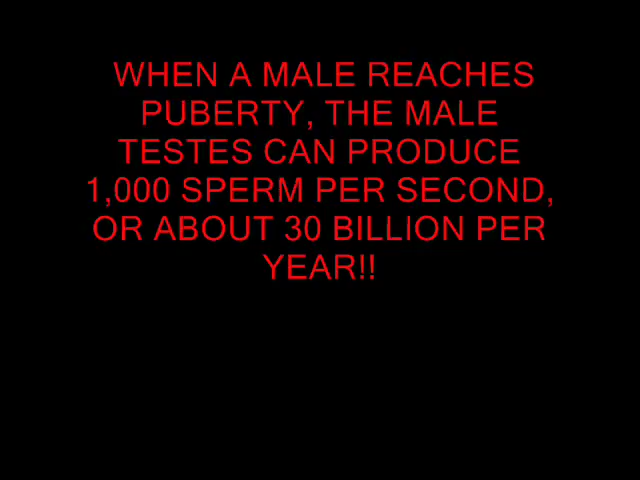 WHEN A MALE REACHES
PUBERTY, THE MALE
TESTES CAN PRODUCE
1,000 SPERM PER SECOND,
OR ABOUT 30 BILLION PER
YEAR!!